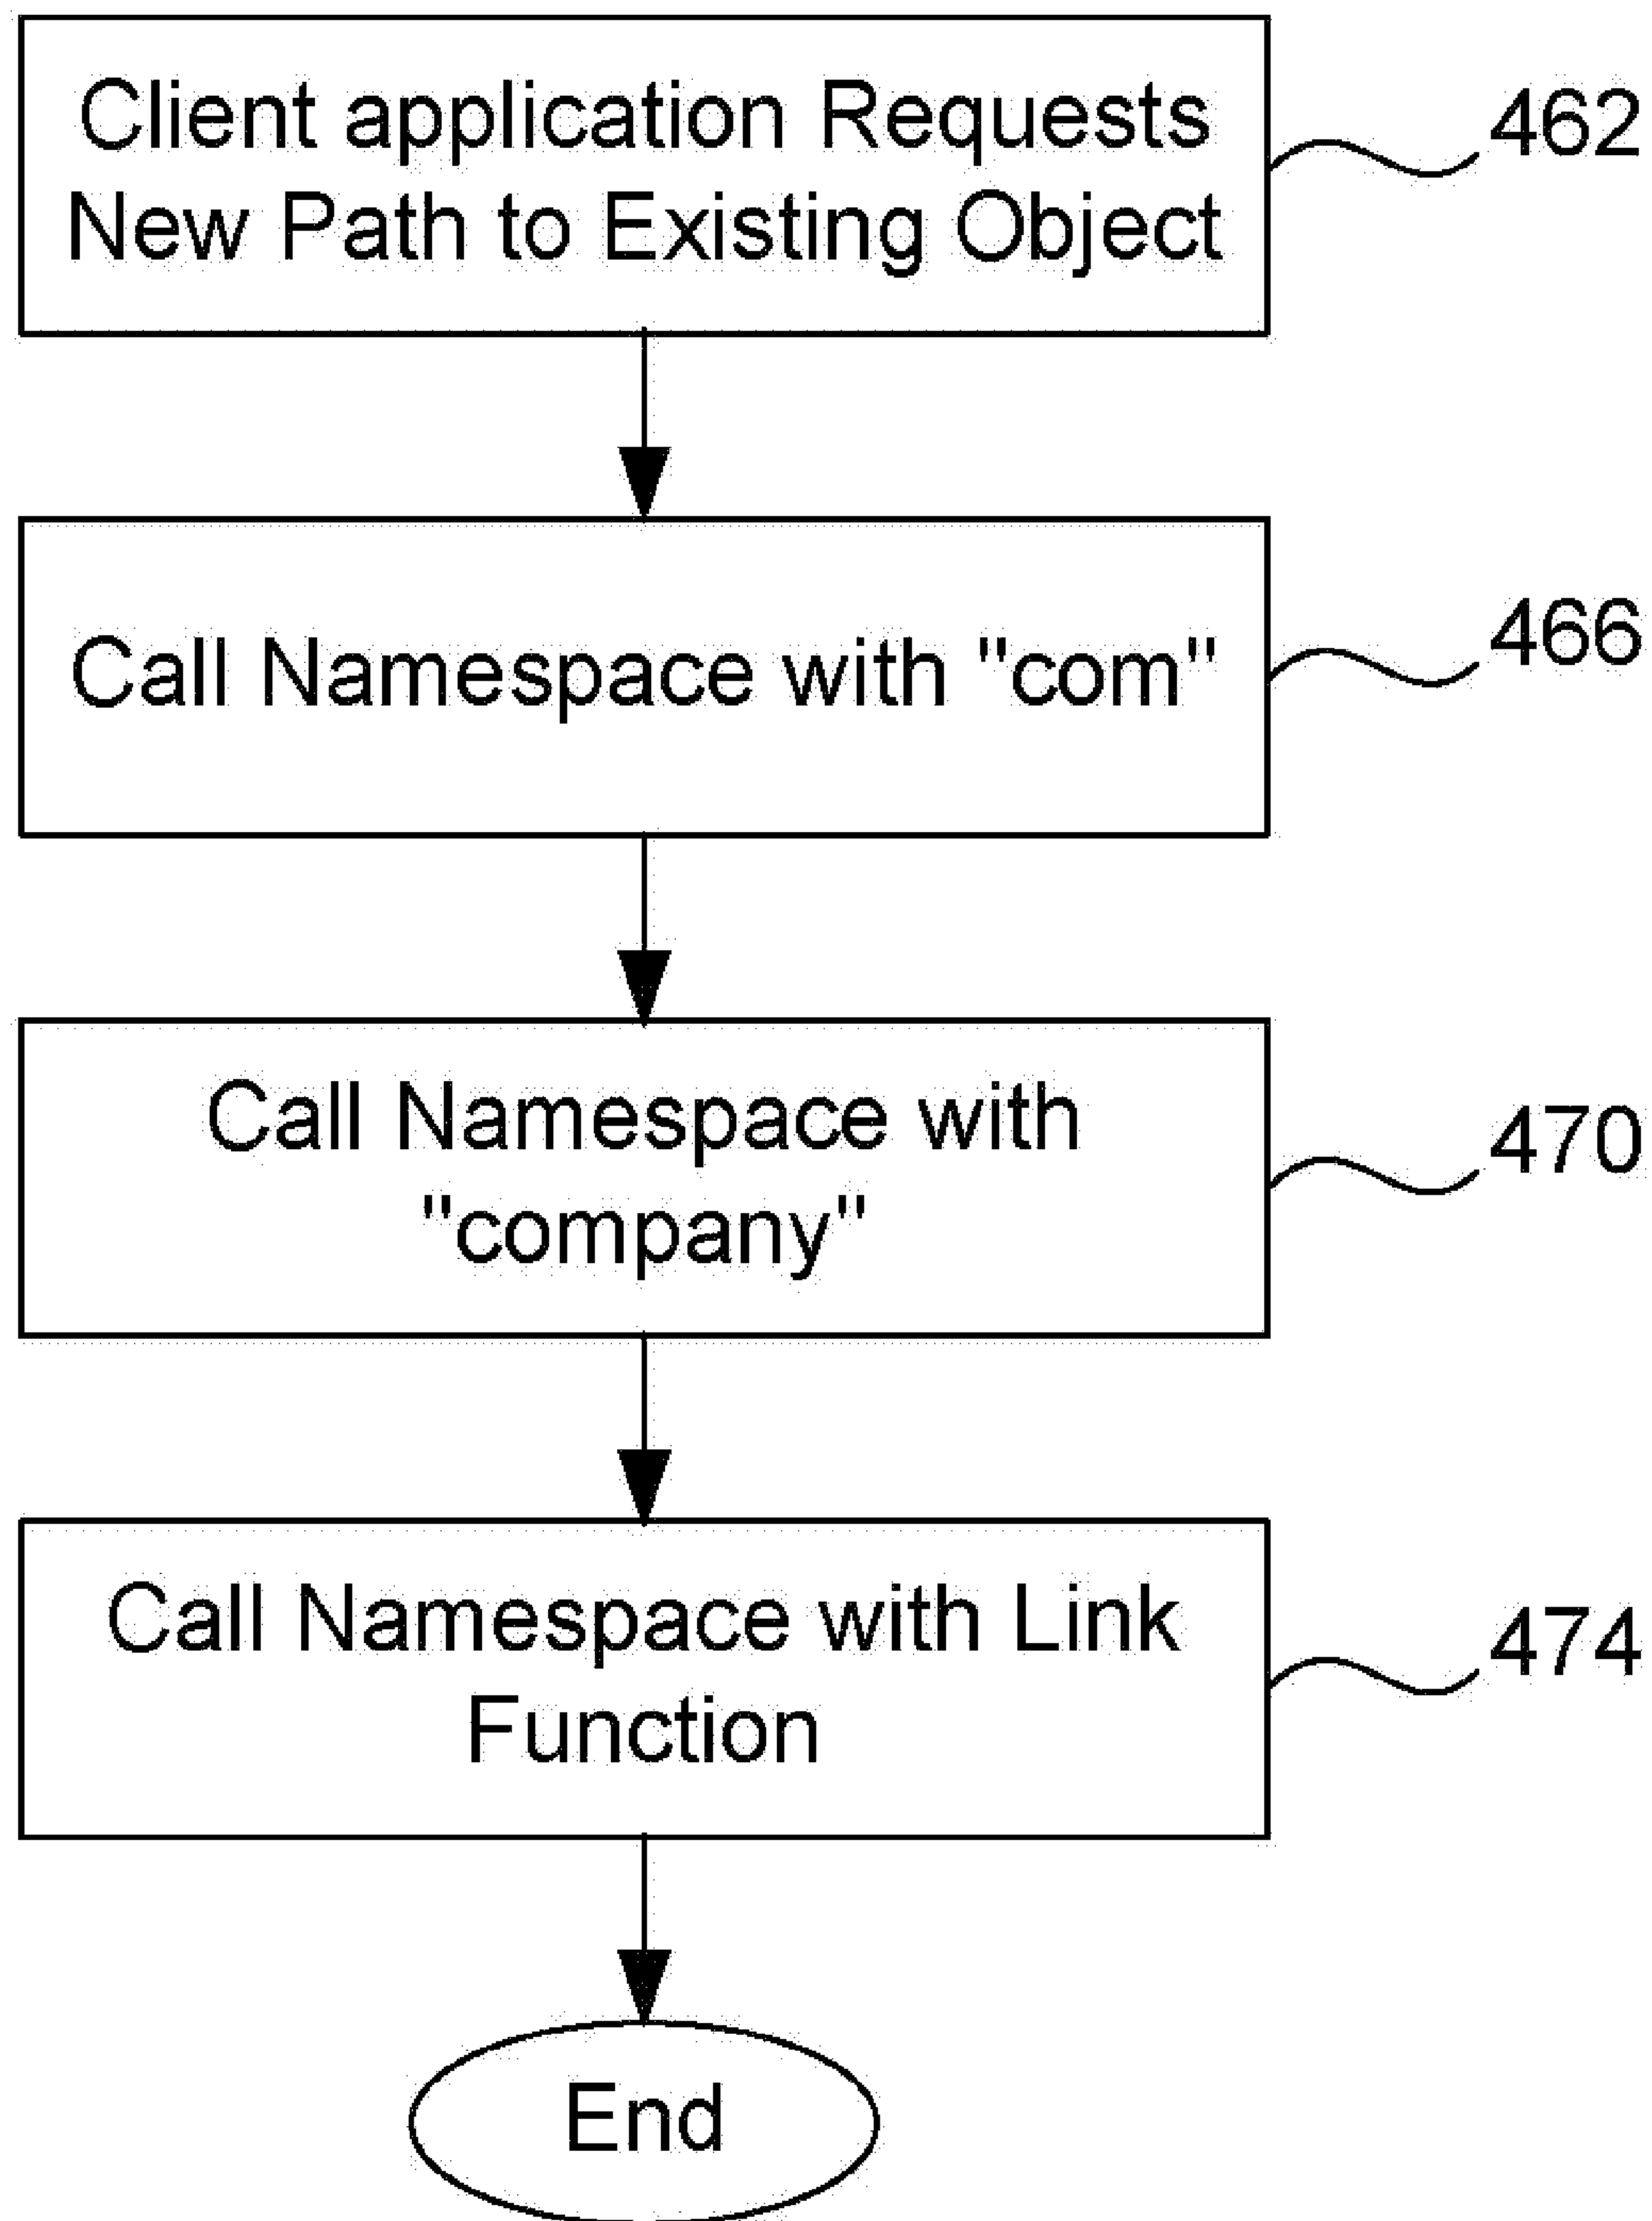 Client application Requests
New Path to Existing Object
462
Call Namespace with "com"
466
Call Namespace with
"company"
470
Call Namespace with Link
Function
474
End